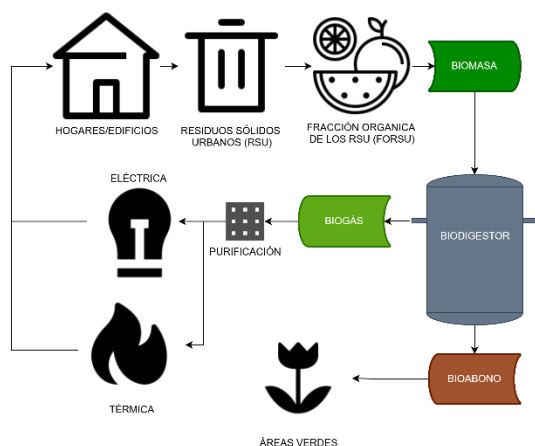 BIOMASA
HOGARES/EDIFICIOS
RESIDUOS SÓLIDOS
URBANOS (RSU)
FRACCIÓN ORGANICA
DE LOS RSU (FORSU)
ELÉCTRICA
BIOGÁS
PURIFICACIÓN
BIODIGESTOR
BIOABONO
TÉRMICA
ÁREAS VERDES